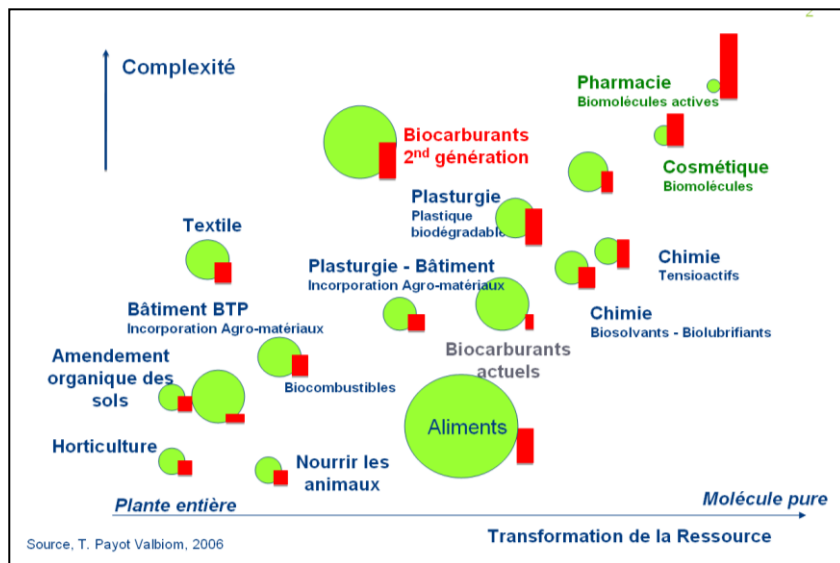 2
Complexité
Pharmacie
Biomolécules actives
Biocarburants
2nd génération
Cosmétique
Biomolécules
Plasturgie
Plastique
biodégradable
Textile
Plasturgie - Bâtiment
Incorporation Agro-matériaux
Chimie
Tensioactifs
Bâtiment BTP
Incorporation Agro-matériaux
Chimie
Biosolvants - Biolubrifiants
Biocarburants
actuels
Amendement
organique des
sols
Biocombustibles
Aliments
Horticulture
Nourrir les
animaux
Plante entière
Molécule pure
Transformation de la Ressource
Source, T. Payot Valbiom, 2006